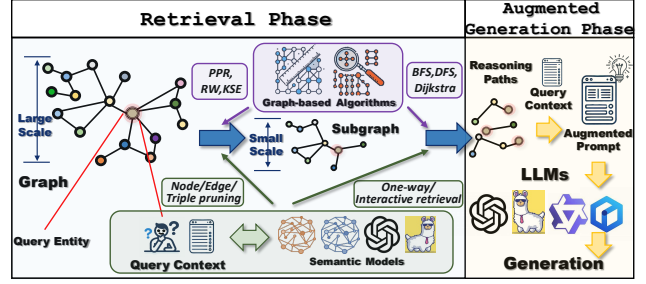 Retrieval Phase
Augmented
Generation Phase
Large
Scale
Graph
Query Entity
PPR,
RW,KSE
Graph-based Algorithms
BFS,DFS,
Dijkstra
Small
Scale
Subgraph
Node/Edge/
Triple pruning
One-way/
Interactive retrieval
Query Context
Semantic Models
Reasoning
Paths
Query
Context
Augmented
Prompt
LLMs
Generation